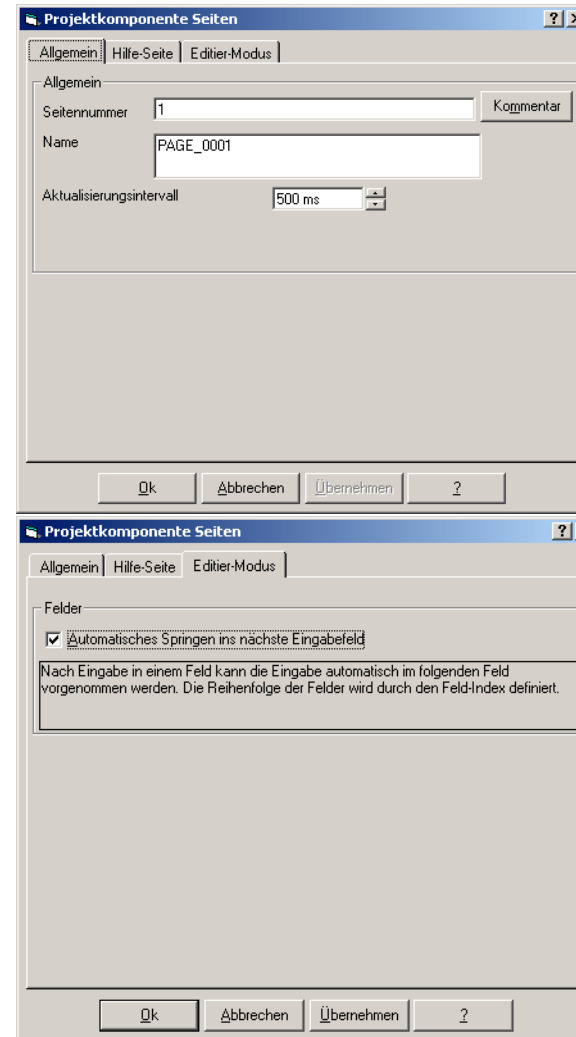 Projektkomponente Seiten
Allgemein Hilfe-Seite Editier-Modus
Allgemein
Seitennummer 1 Kommentar
Name PAGE_0001
Aktualisierungsintervall 500 ms
Ok Abbrechen Übernehmen ?
Projektkomponente Seiten
Allgemein Hilfe-Seite Editier-Modus
Felder
Automatisches Springen ins nächste Eingabefeld
Nach Eingabe in einem Feld kann die Eingabe automatisch im folgenden Feld
vorgenommen werden. Die Reihenfolge der Felder wird durch den Feld-Index definiert.
Ok Abbrechen Übernehmen ?